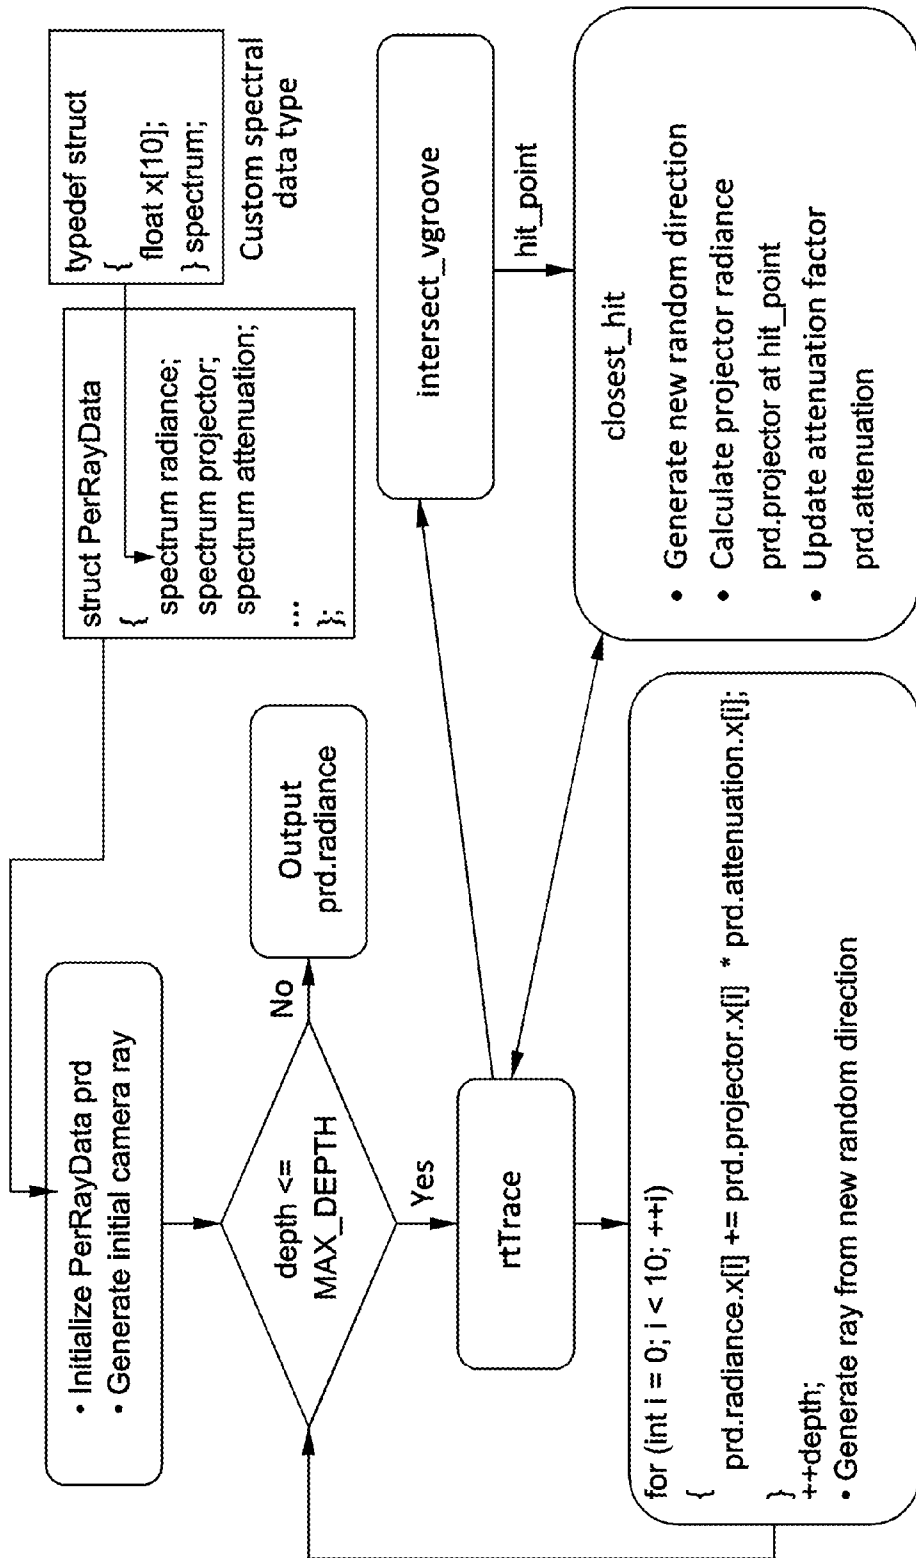 • Initialize PerRayData prd
• Generate initial camera ray
struct PerRayData
{
spectrum radiance;
spectrum projector;
spectrum attenuation;
...
};
typedef struct
{
float x[10];
} spectrum;
Custom spectral
data type
depth <=
MAX_DEPTH
No
Output
prd.radiance
Yes
rtTrace
intersect_vgroove
hit_point
closest_hit
• Generate new random direction
• Calculate projector radiance
prd.projector at hit_point
• Update attenuation factor
prd.attenuation
for (int i = 0; i < 10; ++i)
{
prd.radiance.x[i] += prd.projector.x[i] * prd.attenuation.x[i];
}
++depth;
• Generate ray from new random direction